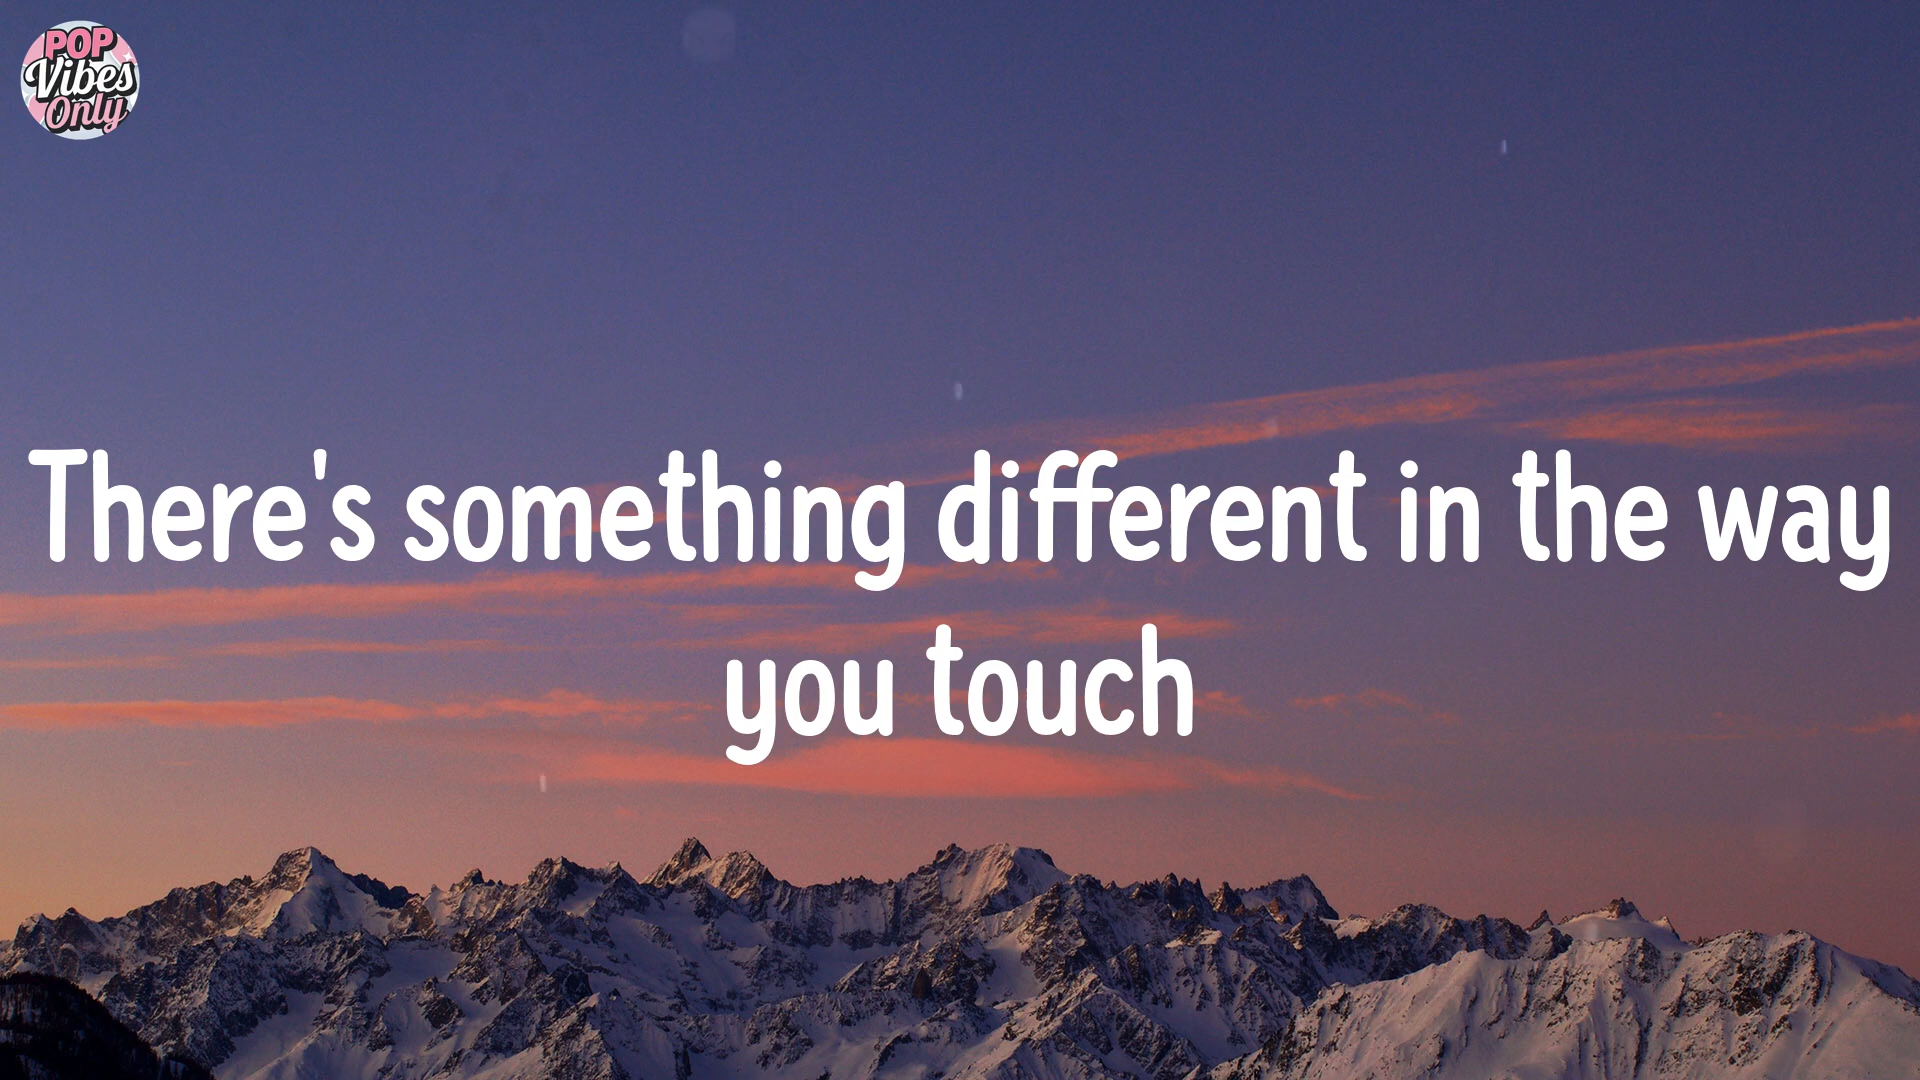 POP
Vibes
Only
There's something different in the way
you touch